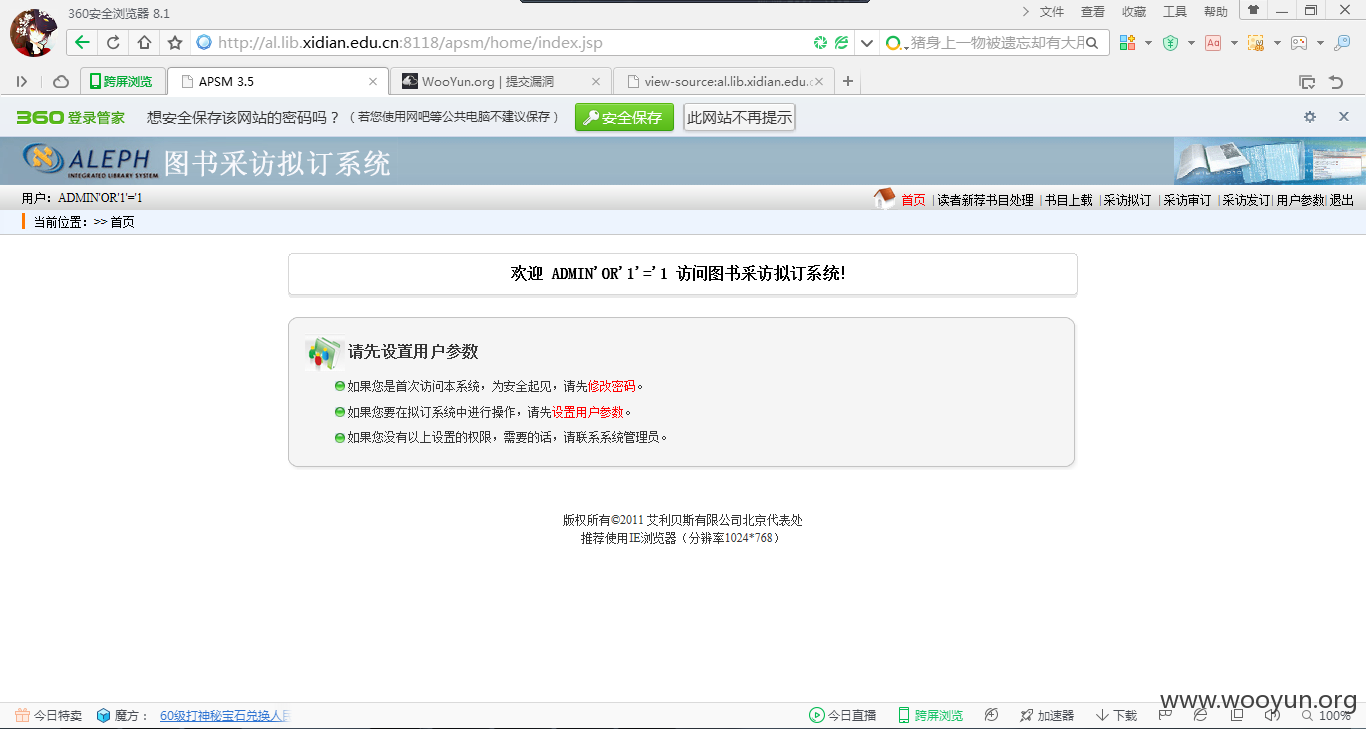 360安全浏览器 8.1
文件 查看 收藏 工具 帮助
http://al.lib.xidian.edu.cn:8118/apsm/home/index.jsp
猪身上一物被遗忘却有大用
跨屏浏览
APSM 3.5
WooYun.org | 提交漏洞
view-source:al.lib.xidian.edu.c
360 登录管家 想安全保存该网站的密码吗？（若您使用网吧等公共电脑不建议保存） 安全保存 此网站不再提示
ALEPH 图书采访拟订系统
INTEGRATED LIBRARY SYSTEM
用户： ADMIN'OR'1'='1
首页 |读者新荐书目处理 |书目上载 |采访拟订 |采访审订 |采访发订| 用户参数| 退出
当前位置：>> 首页
欢迎 ADMIN'OR'1'='1 访问图书采访拟订系统!
请先设置用户参数
如果您是首次访问本系统，为安全起见，请先修改密码。
如果您要在拟订系统中进行操作，请先设置用户参数。
如果您没有以上设置的权限，需要的话，请联系系统管理员。
版权所有©2011 艾利贝斯有限公司北京代表处
推荐使用IE浏览器（分辨率1024*768）
www.wooyun.org
今日特卖 魔方： 60级打神秘宝石兑换人民
今日直播 跨屏浏览 加速器 下载 100%